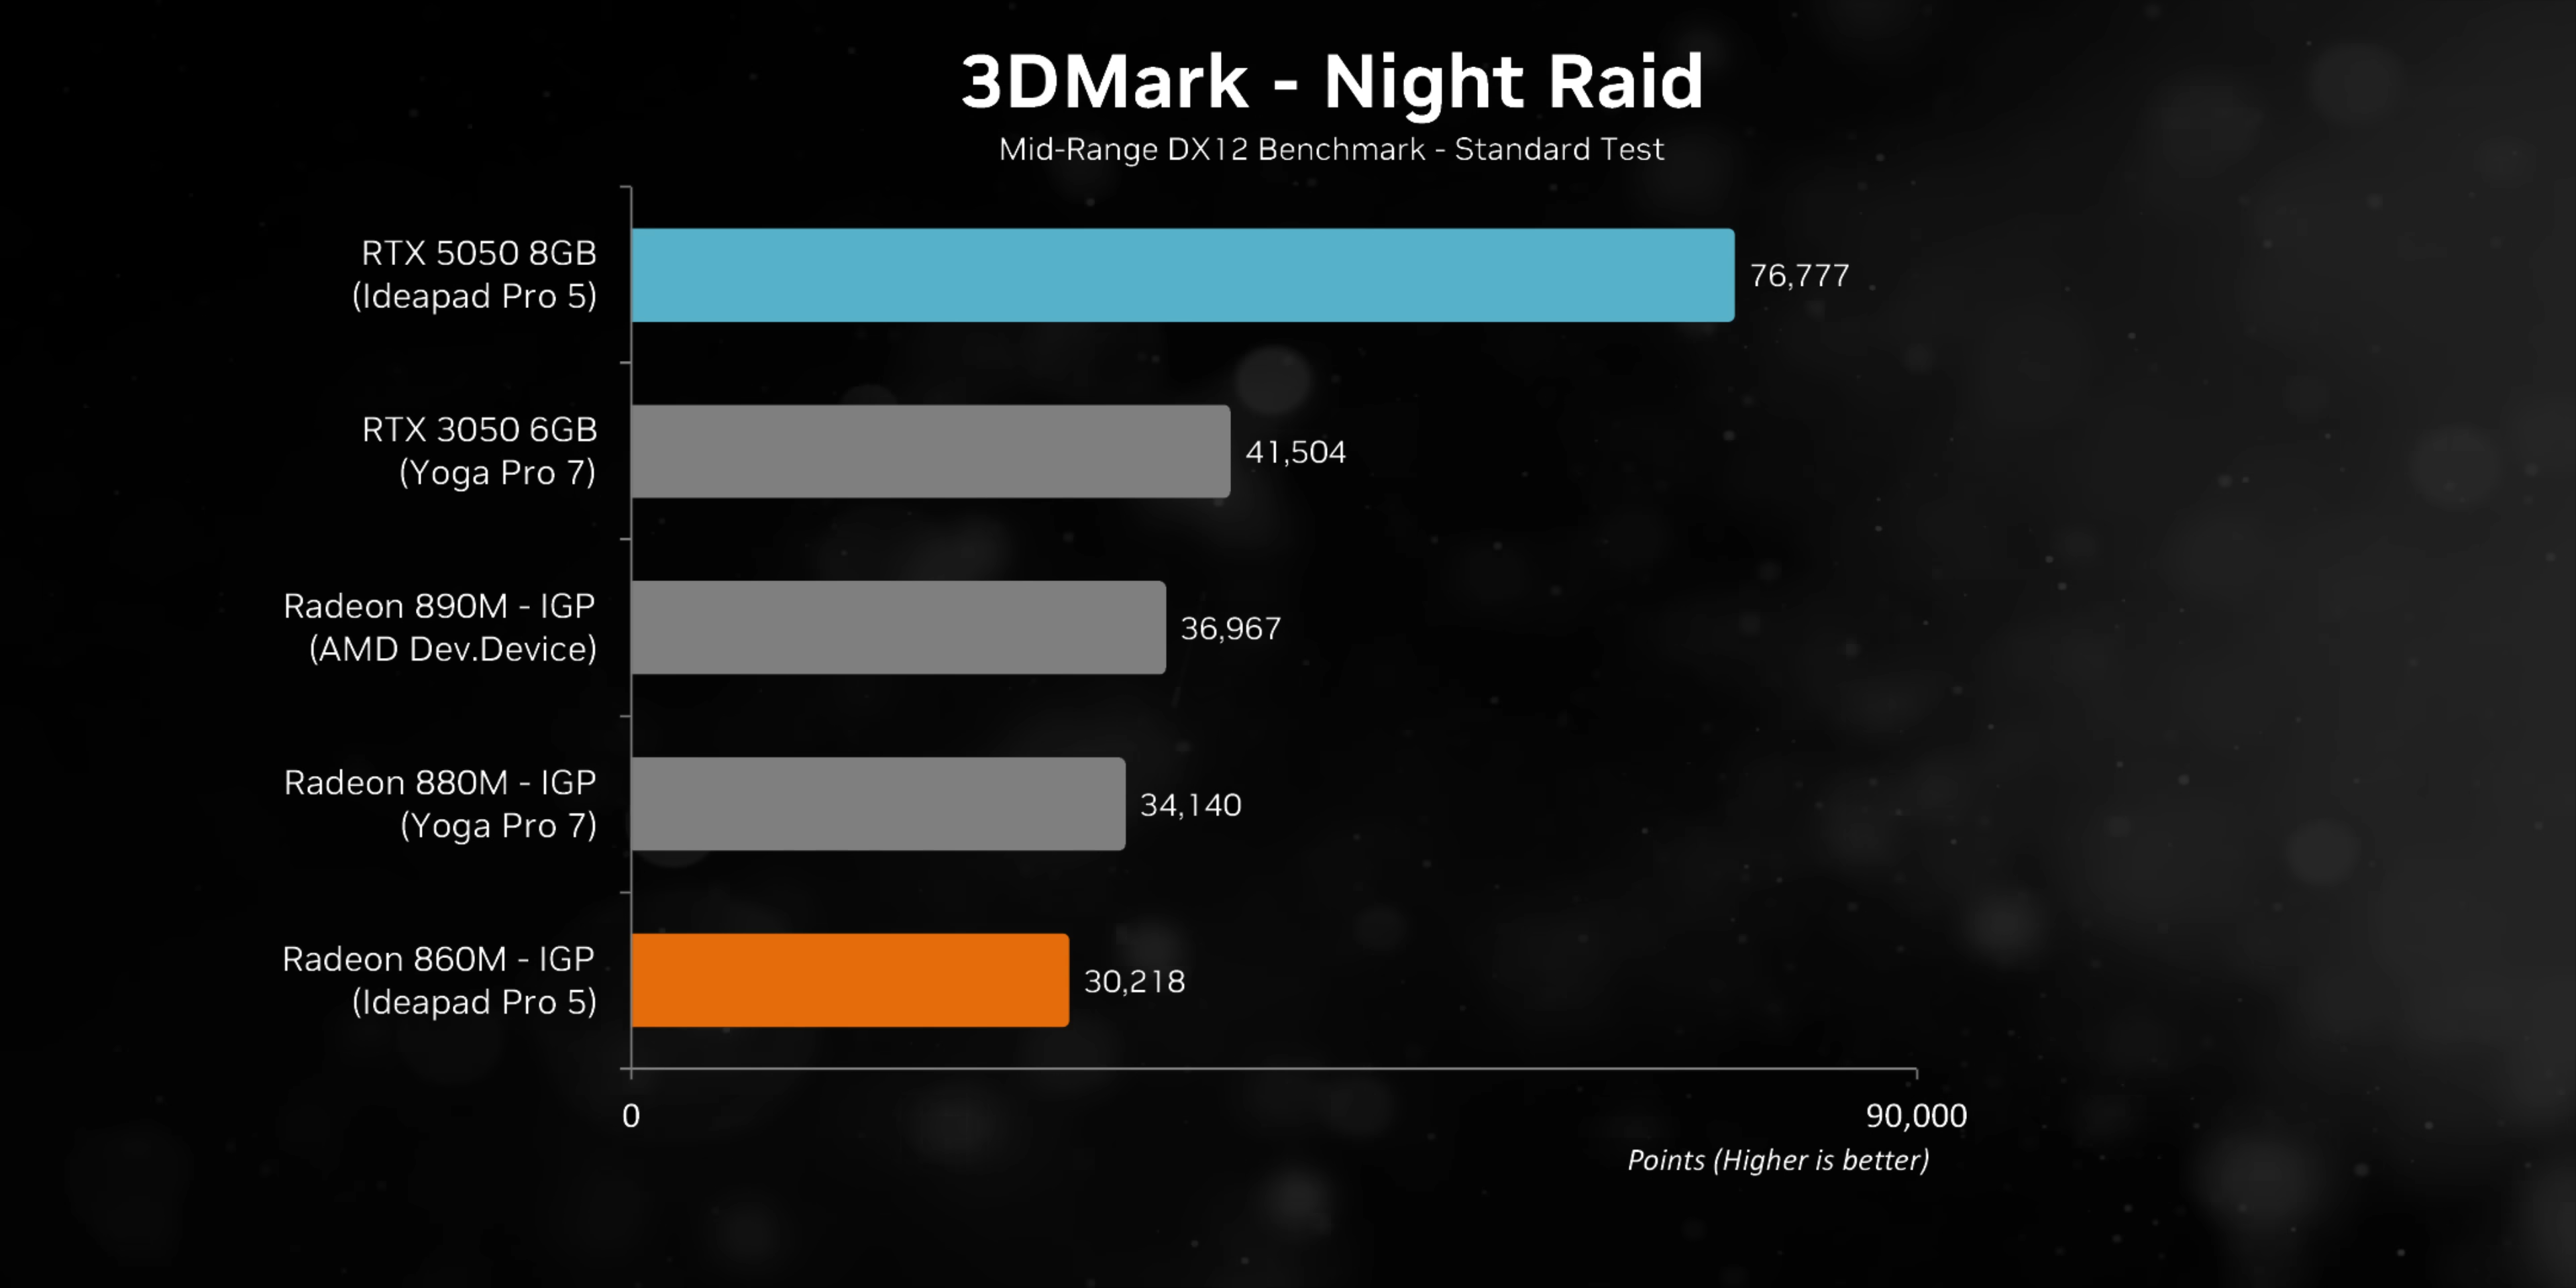 3DMark - Night Raid
Mid-Range DX12 Benchmark - Standard Test
RTX 5050 8GB
(Ideapad Pro 5)
76,777
RTX 3050 6GB
(Yoga Pro 7)
41,504
Radeon 890M - IGP
(AMD Dev.Device)
36,967
Radeon 880M - IGP
(Yoga Pro 7)
34,140
Radeon 860M - IGP
(Ideapad Pro 5)
30,218
0
90,000
Points (Higher is better)